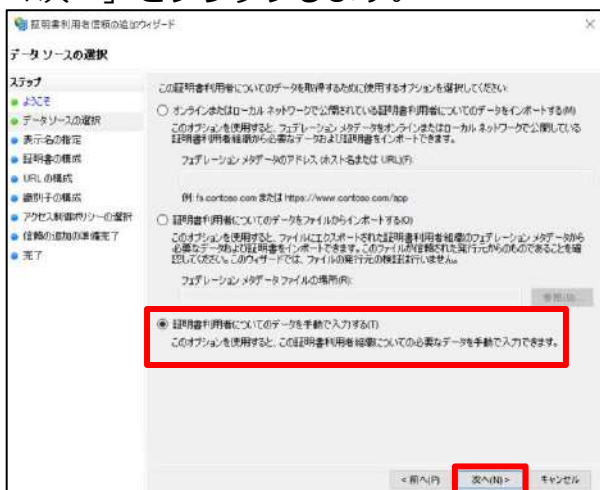 証明書利用者信頼の追加ウィザード
データ ソースの選択
ステップ
ようこそ
データ ソースの選択
表示名の指定
証明書の構成
URL の構成
識別子の構成
アクセス制御ポリシーの選択
信頼の追加の準備完了
完了
この証明書利用者についてのデータを取得するために使用するオプションを選択してください:
オンラインまたはローカル ネットワークで公開されている証明書利用者についてのデータをインポートする(M)
このオプションを使用すると、フェデレーション メタデータをオンラインまたはローカル ネットワークで公開している
証明書利用者組織から必要なデータおよび証明書をインポートできます。
フェデレーション メタデータのアドレス (ホスト名または URL)(F):
例: fs.contoso.com または https://www.contoso.com/app
証明書利用者についてのデータをファイルからインポートする(O)
このオプションを使用すると、ファイルにエクスポートされた証明書利用者組織のフェデレーション メタデータから
必要なデータおよび証明書をインポートできます。このファイルが信頼された発行元からのものであることを確
認してください。このウィザードでは、ファイルの発行元の検証は行いません。
フェデレーション メタデータ ファイルの場所(R):
証明書利用者についてのデータを手動で入力する(T)
このオプションを使用すると、この証明書利用者組織についての必要なデータを手動で入力できます。
< 前へ(P)
次へ(N) >
キャンセル